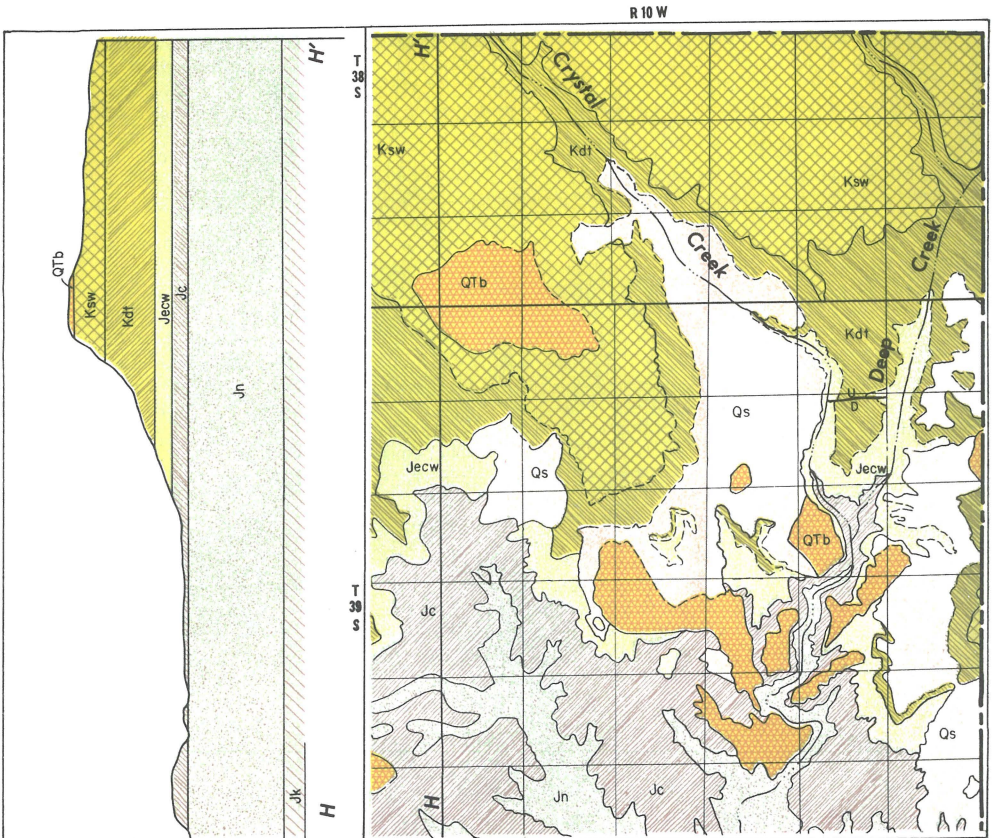 R 10 W
H'
H'
T
38
S
Crystal
Ksw
Kdt
Ksw
Creek
Creek
QTb
QTb
Ksw
Kdt
Jecw
Jc
Jn
Kdt
Deep
D
Qs
Jecw
Qs
Jecw
QTb
T
39
S
Jc
Qs
Jk
H
H
Jn
Jc